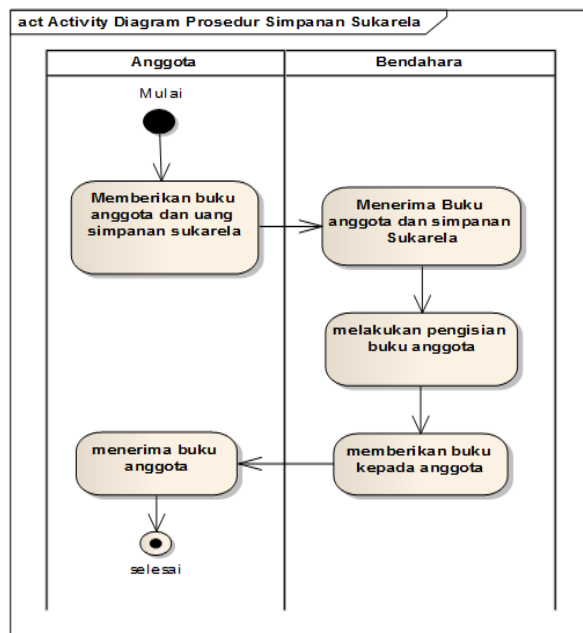 act Activity Diagram Prosedur Simpanan Sukarela
Anggota
Bendahara
Mulai
Memberikan buku
anggota dan uang
simpanan sukarela
Menerima Buku
anggota dan simpanan
Sukarela
melakukan pengisian
buku anggota
memberikan buku
kepada anggota
menerima buku
anggota
selesai